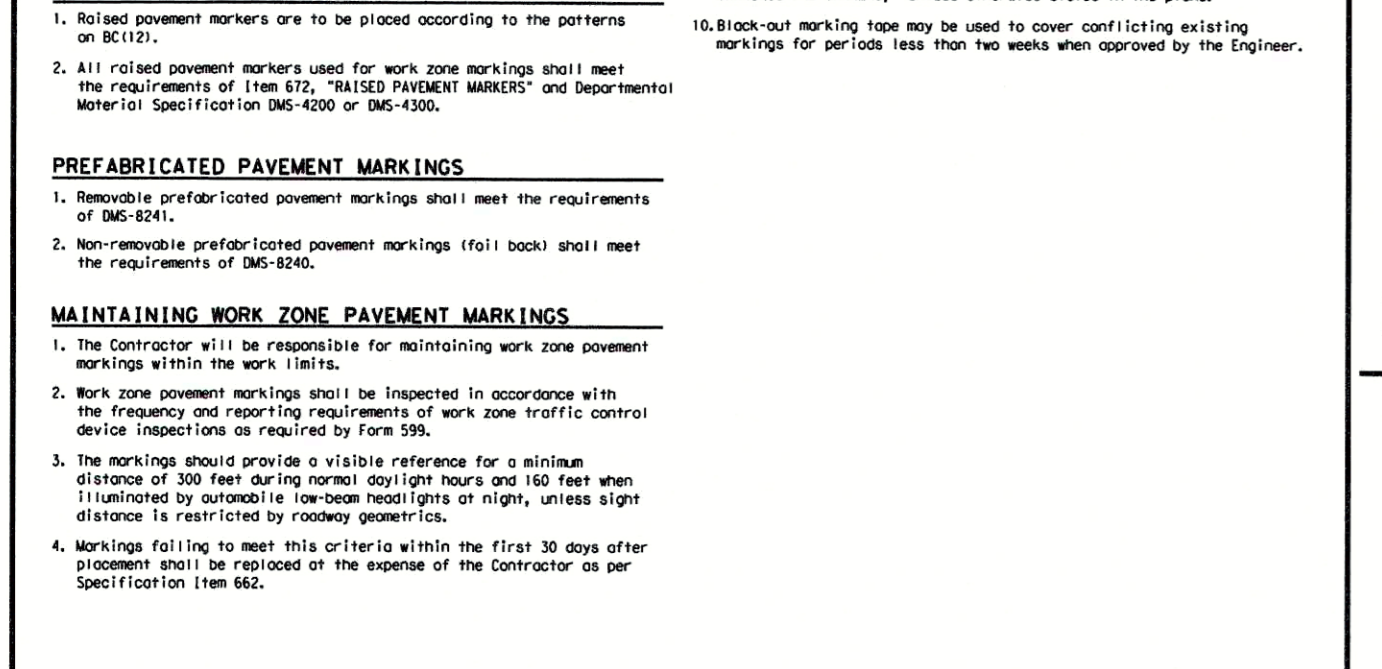 1. Raised pavement markers are to be placed according to the patterns
on BC(12).
2. All raised pavement markers used for work zone markings shall meet
the requirements of Item 672, "RAISED PAVEMENT MARKERS" and Departmental
Material Specification DMS-4200 or DMS-4300.
PREFABRICATED PAVEMENT MARKINGS
1. Removable prefabricated pavement markings shall meet the requirements
of DMS-8241.
2. Non-removable prefabricated pavement markings (foil back) shall meet
the requirements of DMS-8240.
MAINTAINING WORK ZONE PAVEMENT MARKINGS
1. The Contractor will be responsible for maintaining work zone pavement
markings within the work limits.
2. Work zone pavement markings shall be inspected in accordance with
the frequency and reporting requirements of work zone traffic control
device inspections as required by Form 599.
3. The markings should provide a visible reference for a minimum
distance of 300 feet during normal daylight hours and 160 feet when
illuminated by automobile low-beam headlights at night, unless sight
distance is restricted by roadway geometrics.
4. Markings failing to meet this criteria within the first 30 days after
placement shall be replaced at the expense of the Contractor as per
Specification Item 662.
10. Black-out marking tape may be used to cover conflicting existing
markings for periods less than two weeks when approved by the Engineer.